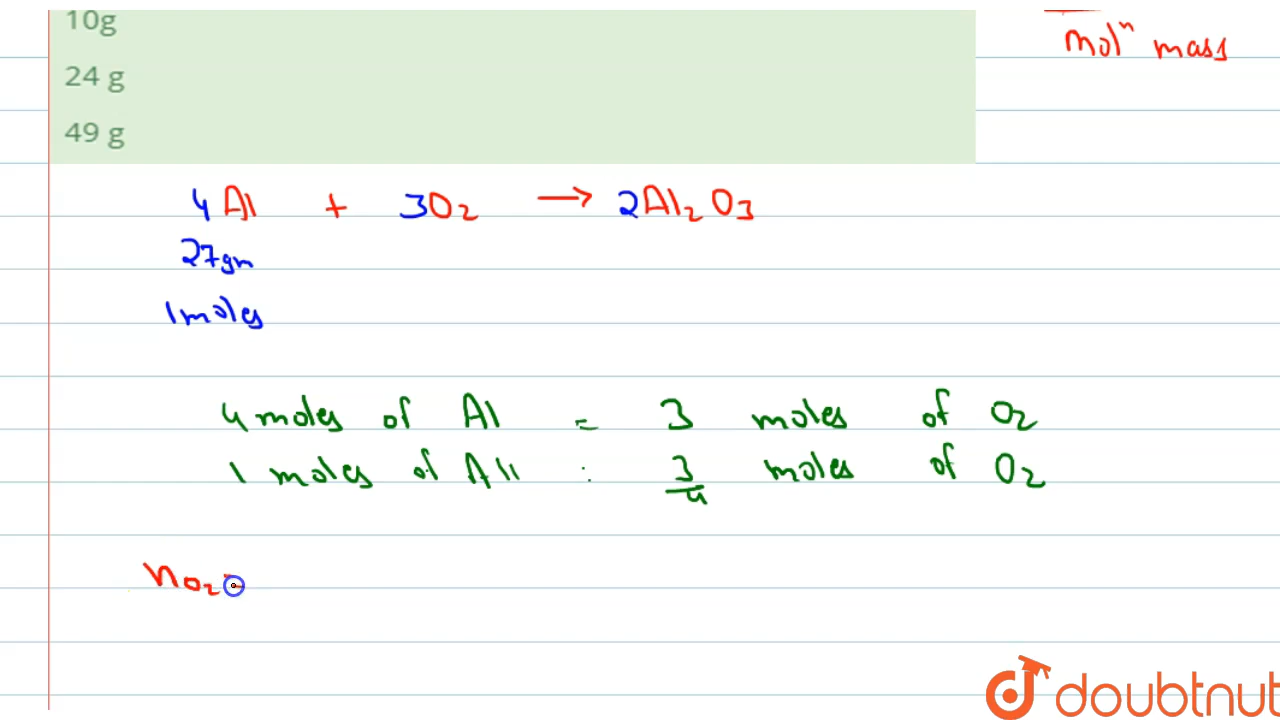 10g
molⁿ mass
24 g
49 g
4Al + 3O₂ → 2Al₂O₃
27gm
1moles
4 moles of Al = 3 moles of O₂
1 moles of All : 3/4 moles of O₂
nO₂=
doubtnut